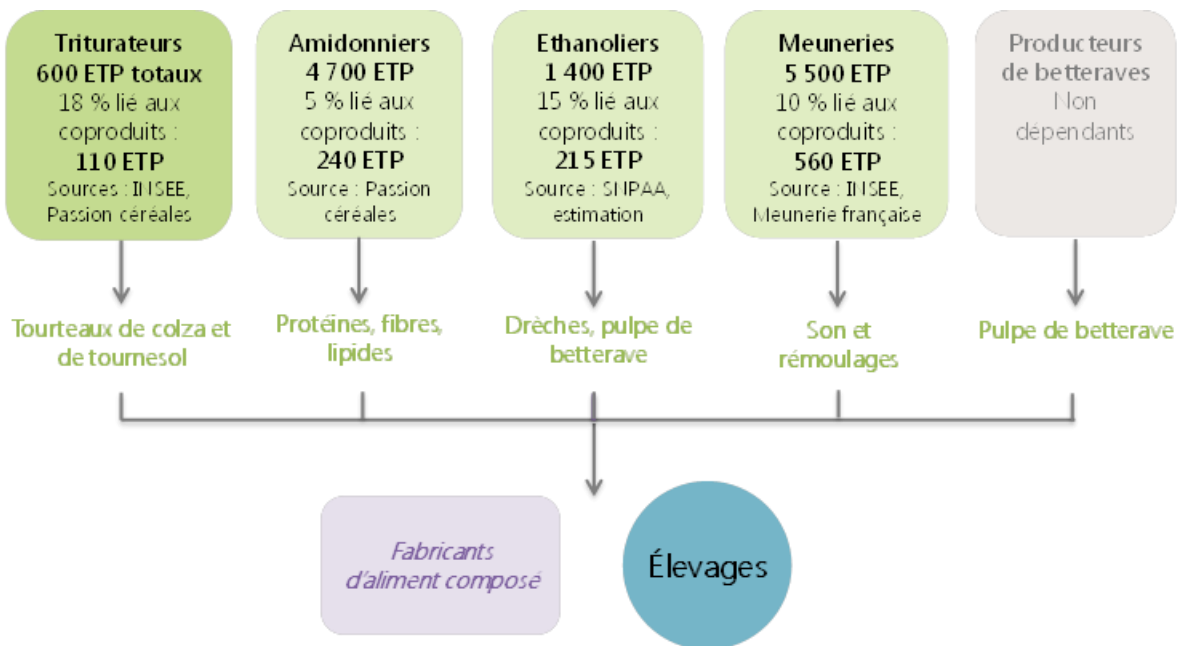 Triturateurs
600 ETP totaux
18 % lié aux
coproduits :
110 ETP
Sources : INSEE,
Passion céréales
Amidonniers
4 700 ETP
5 % lié aux
coproduits :
240 ETP
Source : Passion
céréales
Ethanoliers
1 400 ETP
15 % lié aux
coproduits :
215 ETP
Source : SNPAA,
estimation
Meuneries
5 500 ETP
10 % lié aux
coproduits :
560 ETP
Source : INSEE,
Meunerie française
Producteurs
de betteraves
Non
dépendants
Tourteaux de colza et
de tournesol
Protéines, fibres,
lipides
Drèches, pulpe de
betterave
Son et
rémoulages
Pulpe de betterave
Fabricants
d'aliment composé
Élevages